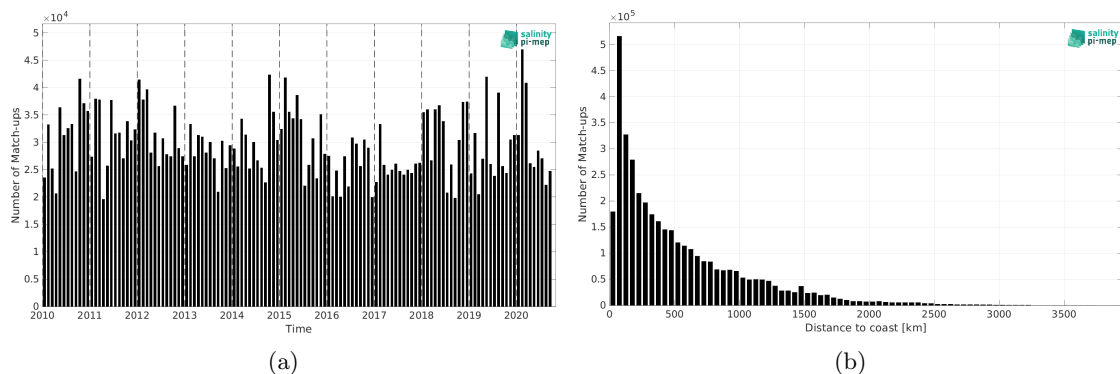 ×10⁴
5
4.5
4
3.5
3
2.5
2
1.5
1
0.5
0
Number of Match-ups
2010 2011 2012 2013 2014 2015 2016 2017 2018 2019 2020
Time
salinity
pi-mep
(a)
×10⁵
5
4.5
4
3.5
3
2.5
2
1.5
1
0.5
0
Number of Match-ups
0 500 1000 1500 2000 2500 3000 3500
Distance to coast [km]
salinity
pi-mep
(b)